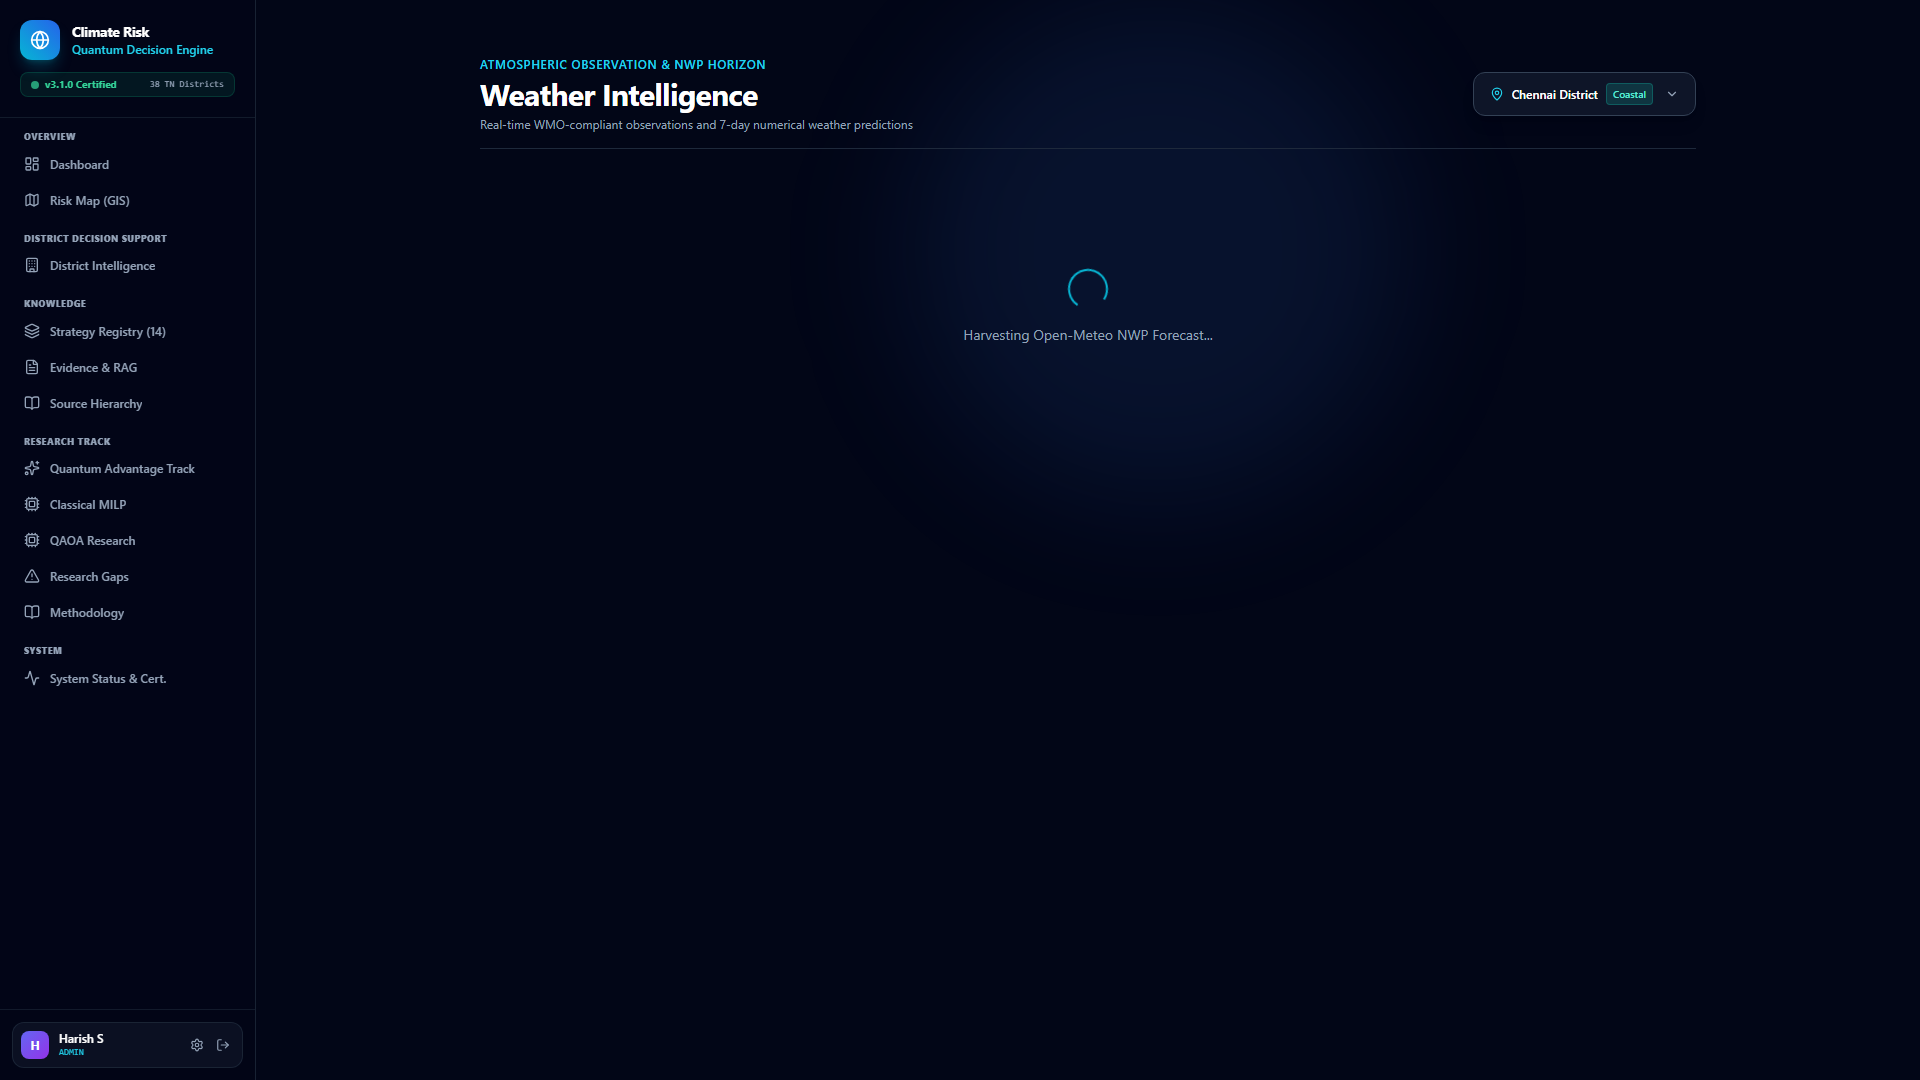 Climate Risk
Quantum Decision Engine
v3.1.0 Certified
38 TN Districts
OVERVIEW
Dashboard
Risk Map (GIS)
DISTRICT DECISION SUPPORT
District Intelligence
KNOWLEDGE
Strategy Registry (14)
Evidence & RAG
Source Hierarchy
RESEARCH TRACK
Quantum Advantage Track
Classical MILP
QAOA Research
Research Gaps
Methodology
SYSTEM
System Status & Cert.
H
Harish S
ADMIN
ATMOSPHERIC OBSERVATION & NWP HORIZON
Weather Intelligence
Real-time WMO-compliant observations and 7-day numerical weather predictions
Chennai District
Coastal
Harvesting Open-Meteo NWP Forecast...